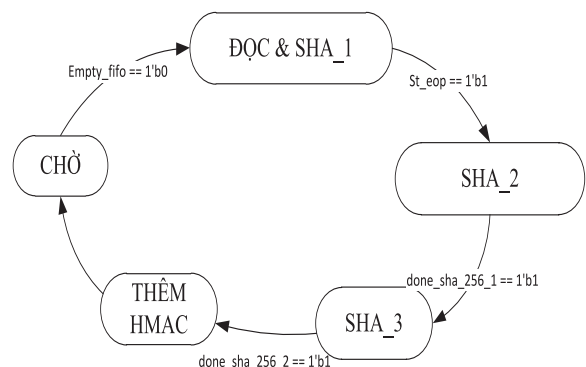 ĐỌC & SHA_1
Empty_fifo == 1'b0
St_eop == 1'b1
CHỜ
SHA_2
done_sha_256_1 == 1'b1
THÊM
HMAC
SHA_3
done_sha_256_2 == 1'b1